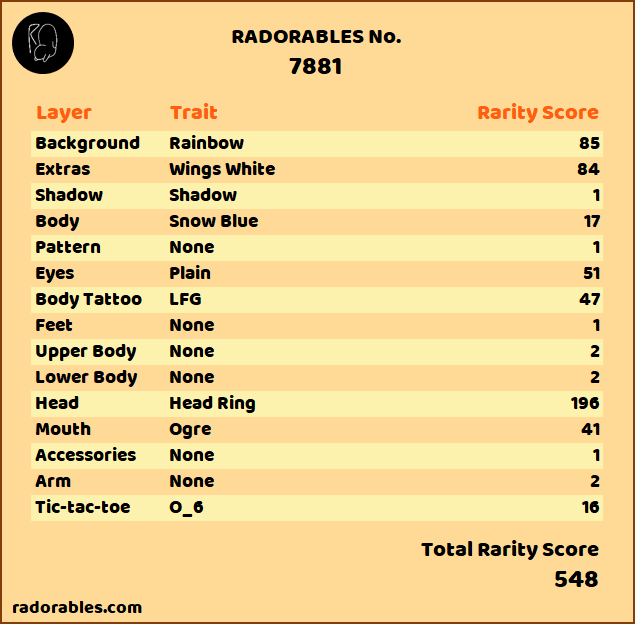 RADORABLES No.
7881
Layer Trait Rarity Score
Background Rainbow 85
Extras Wings White 84
Shadow Shadow 1
Body Snow Blue 17
Pattern None 1
Eyes Plain 51
Body Tattoo LFG 47
Feet None 1
Upper Body None 2
Lower Body None 2
Head Head Ring 196
Mouth Ogre 41
Accessories None 1
Arm None 2
Tic-tac-toe O_6 16
Total Rarity Score
548
radorables.com